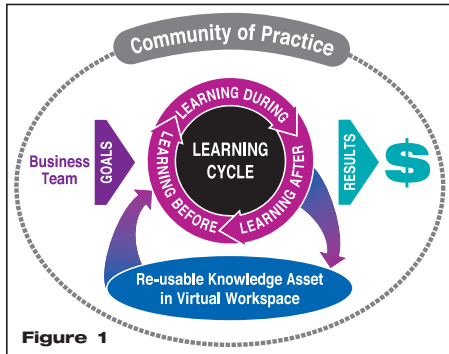 Community of Practice
LEARNING DURING
Business
Team
GOALS
LEARNING BEFORE
LEARNING
CYCLE
LEARNING AFTER
RESULTS
$
Re-usable Knowledge Asset
in Virtual Workspace
Figure 1